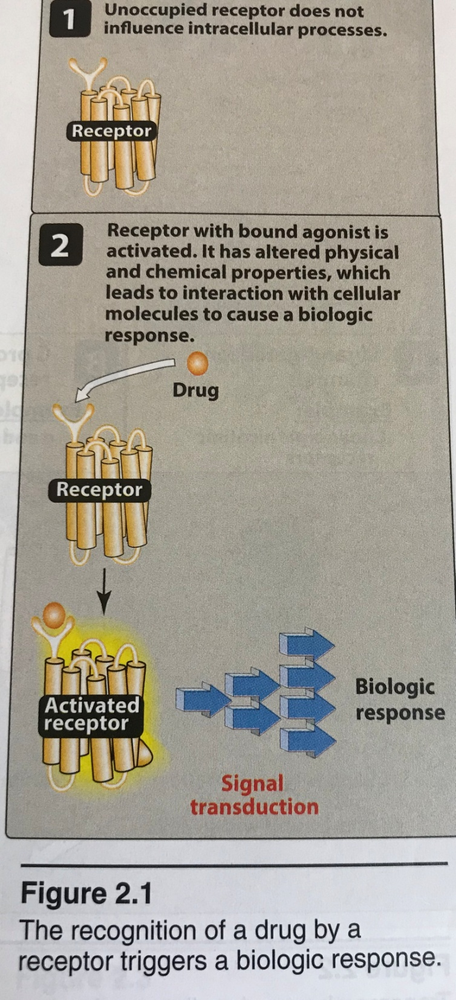 1
Unoccupied receptor does not
influence intracellular processes.
Receptor
2
Receptor with bound agonist is
activated. It has altered physical
and chemical properties, which
leads to interaction with cellular
molecules to cause a biologic
response.
Drug
Receptor
Activated
receptor
Biologic
response
Signal
transduction
Figure 2.1
The recognition of a drug by a
receptor triggers a biologic response.